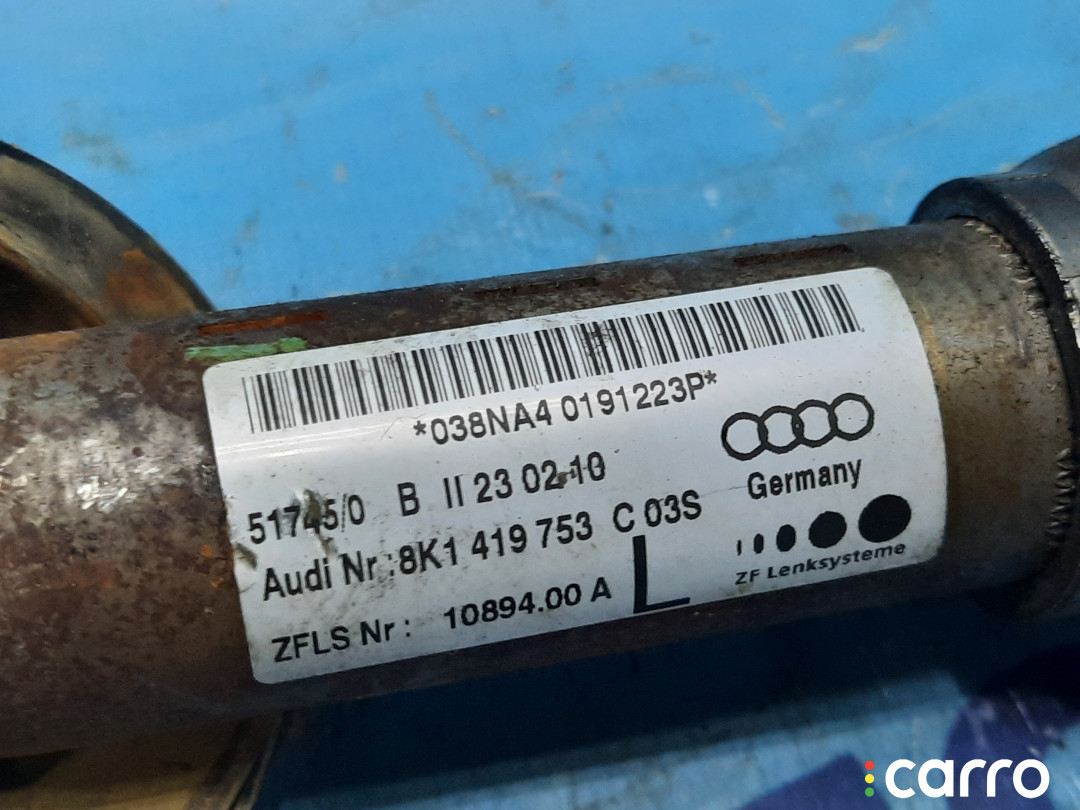 *038NA4 0191223P*
51745/0 B II 23 02 10
Germany
Audi Nr :8K1 419 753 C 03S
L
ZF Lenksysteme
ZFLS Nr : 10894.00 A
carro